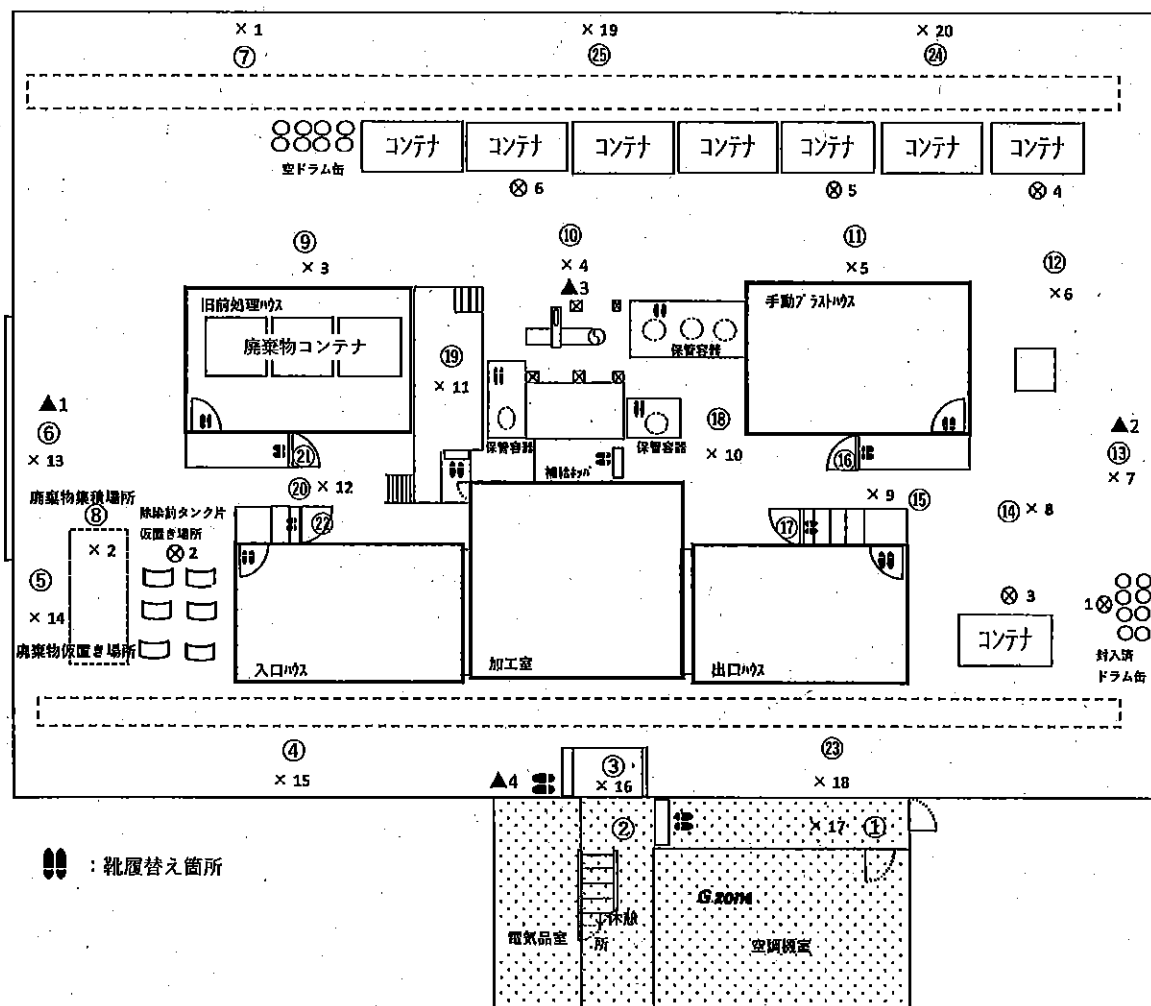 × 1
× 19
× 20
⑦
㉕
㉔
コンテナ
コンテナ
コンテナ
コンテナ
コンテナ
コンテナ
コンテナ
空ドラム缶
⊗ 6
⊗ 5
⊗ 4
⑨
⑩
⑪
⑫
× 3
× 4
× 5
× 6
▲3
旧前処理ハウス
手動ブラストハウス
廃棄物コンテナ
保管容器
⑲
× 11
▲1
⑥
× 13
⑱
× 10
▲2
⑬
× 7
保管容器
保管容器
㉑
⑯
⑳
× 12
補給ホッパ
× 9
⑮
⑭
× 8
廃棄物集積場所
⑧
除染前タンク片
仮置き場所
㉒
⑰
× 2
⊗ 2
⑤
× 14
⊗ 3
1 ⊗
コンテナ
廃棄物仮置き場所
入口ハウス
加工室
出口ハウス
封入済
ドラム缶
④
③
㉓
× 15
▲4
× 16
× 18
②
× 17
①
：靴履替え箇所
G zone
休憩
所
電気品室
空調機室